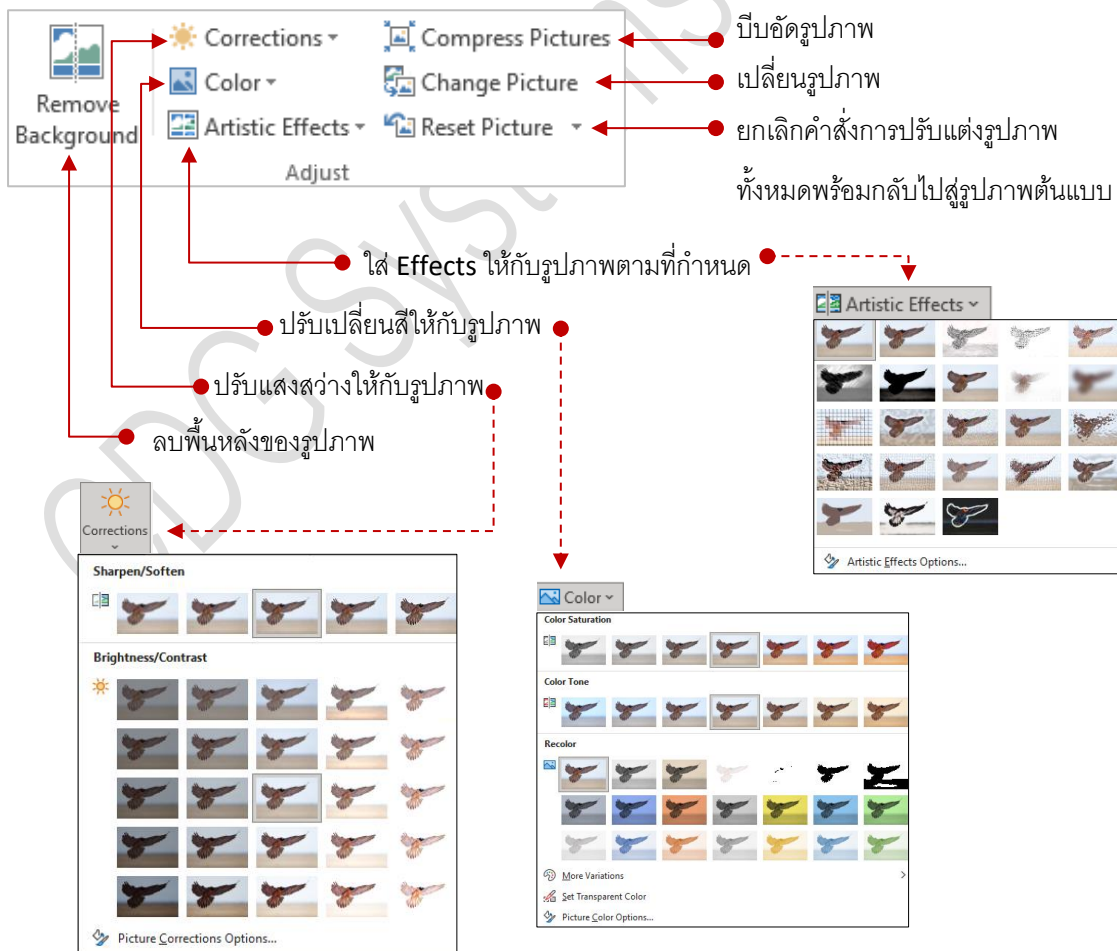 Remove
Background
Corrections
Color
Artistic Effects
Compress Pictures
Change Picture
Reset Picture
Adjust
บีบอัดรูปภาพ
เปลี่ยนรูปภาพ
ยกเลิกคำสั่งการปรับแต่งรูปภาพ
ทั้งหมดพร้อมกลับไปสู่รูปภาพต้นแบบ
ใส่ Effects ให้กับรูปภาพตามที่กำหนด
ปรับเปลี่ยนสีให้กับรูปภาพ
ปรับแสงสว่างให้กับรูปภาพ
ลบพื้นหลังของรูปภาพ
Artistic Effects
Artistic Effects Options...
Corrections
Sharpen/Soften
Brightness/Contrast
Picture Corrections Options...
Color
Color Saturation
Color Tone
Recolor
More Variations
Set Transparent Color
Picture Color Options...